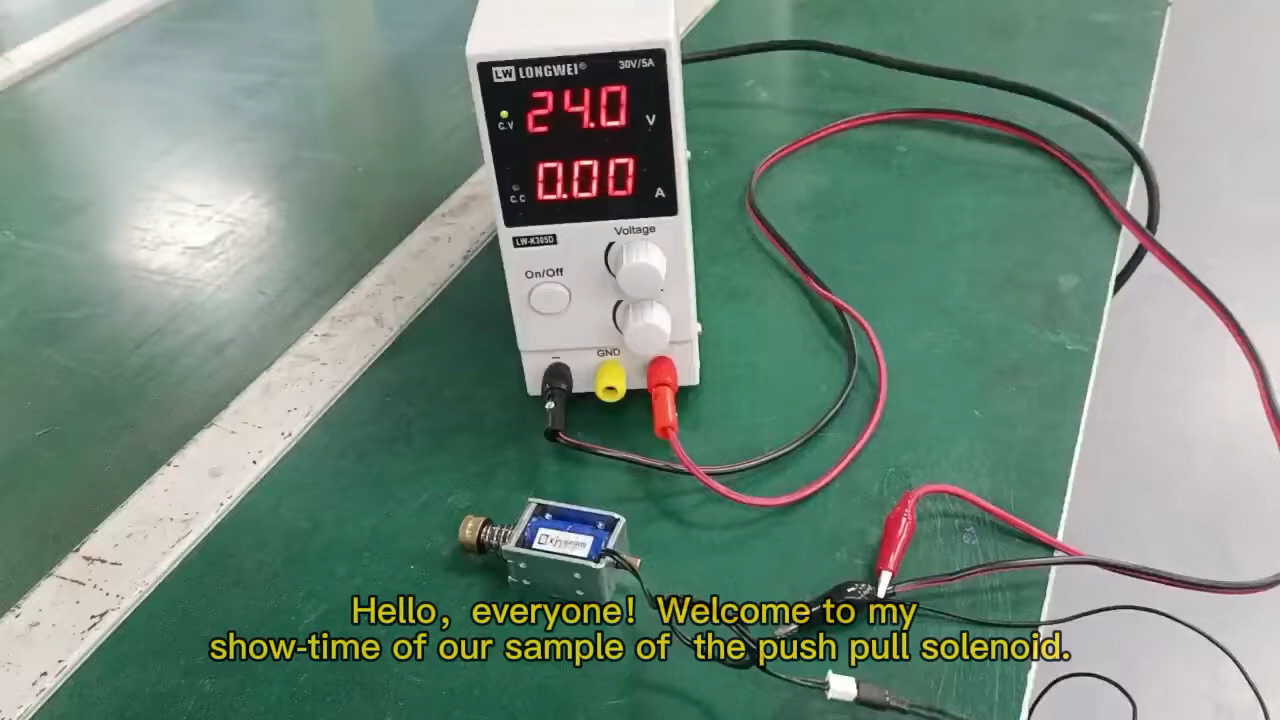 LW LONGWEI® 30V/5A
24.0 V
C.V
0.00 A
C.C
LW-K305D
Voltage
On/Off
GND
Hello, everyone! Welcome to my
show-time of our sample of the push pull solenoid.